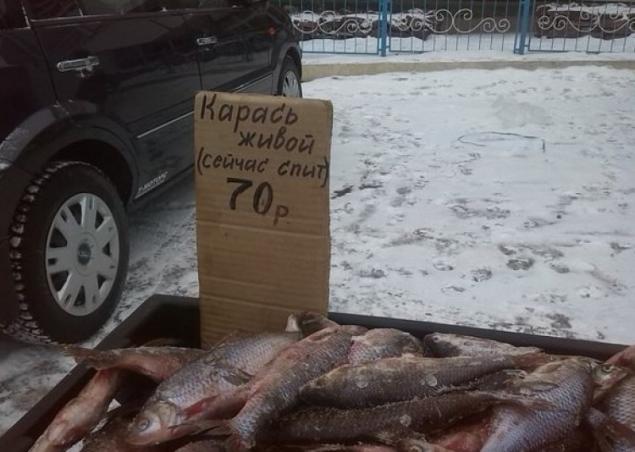 Карась
живой
(сейчас спит)
70р.